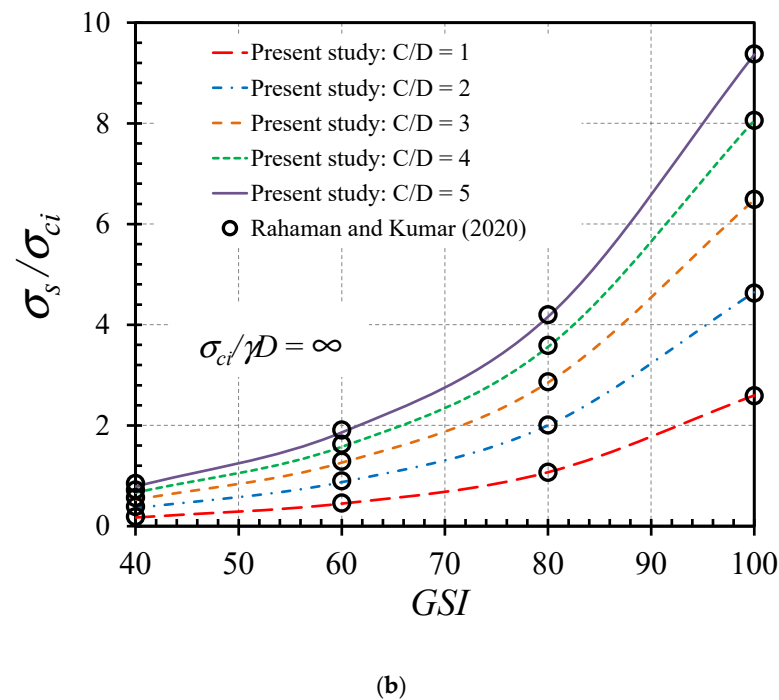 10
8
6
4
2
0
σs/σci
Present study: C/D = 1
Present study: C/D = 2
Present study: C/D = 3
Present study: C/D = 4
Present study: C/D = 5
Rahaman and Kumar (2020)
σci/γD = ∞
40 50 60 70 80 90 100
GSI
(b)